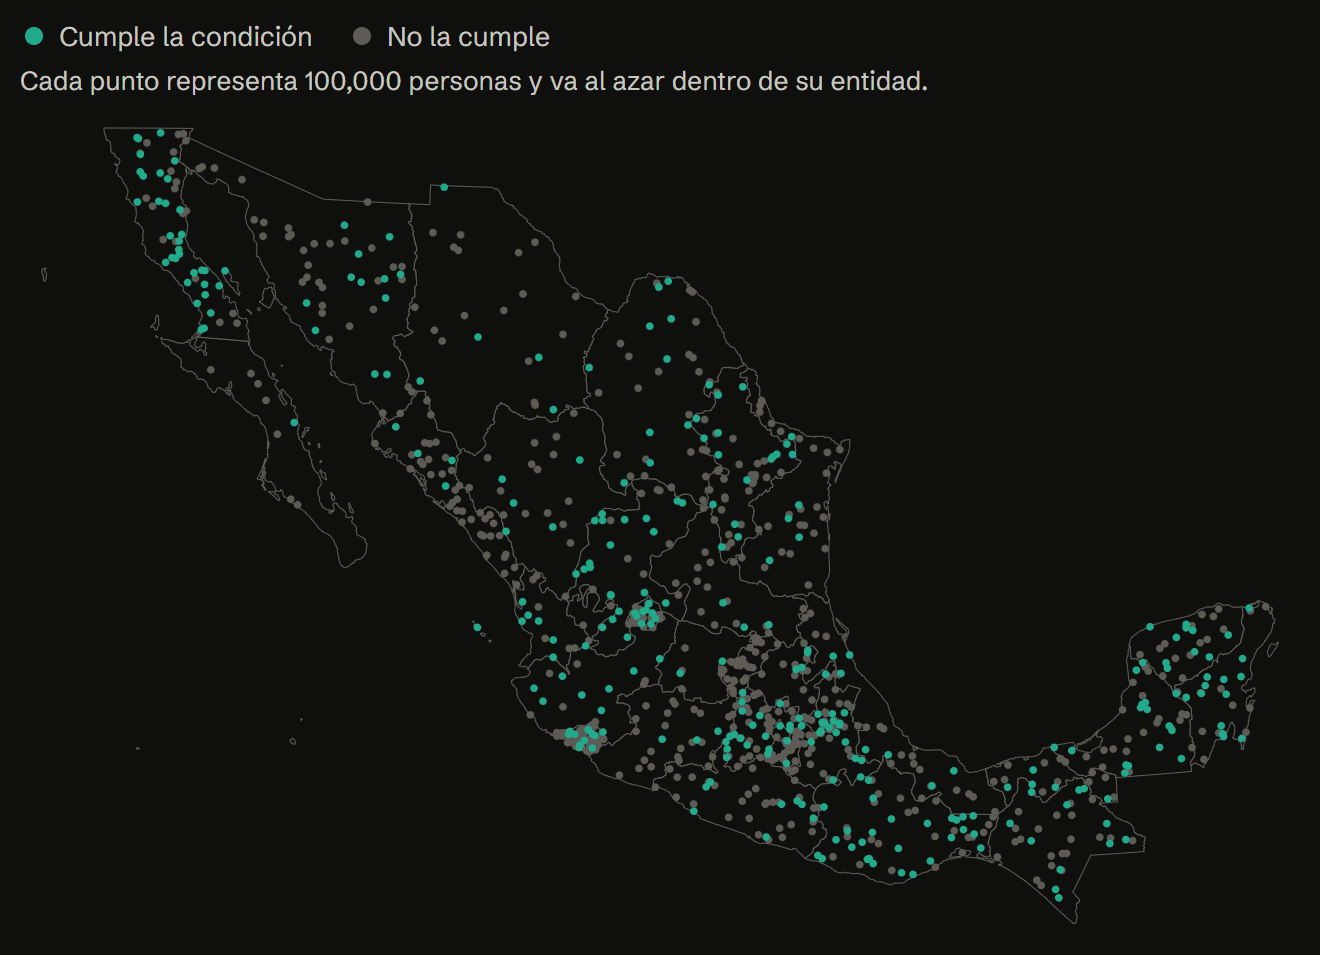 Cumple la condición No la cumple
Cada punto representa 100,000 personas y va al azar dentro de su entidad.